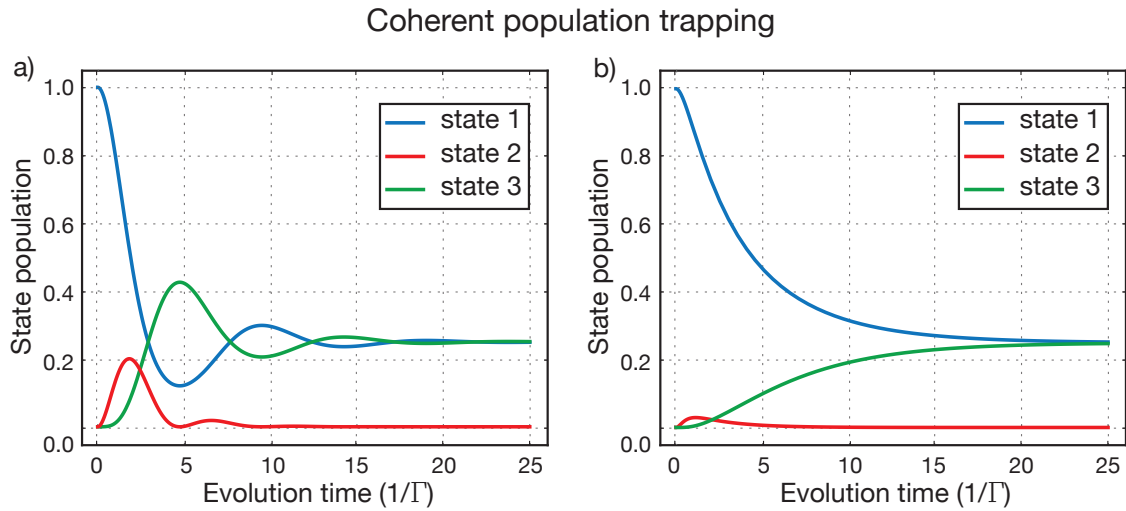 Coherent population trapping
a)
State population
1.0
0.8
0.6
0.4
0.2
0.0
state 1
state 2
state 3
0 5 10 15 20 25
Evolution time (1/Γ)
b)
State population
1.0
0.8
0.6
0.4
0.2
0.0
state 1
state 2
state 3
0 5 10 15 20 25
Evolution time (1/Γ)